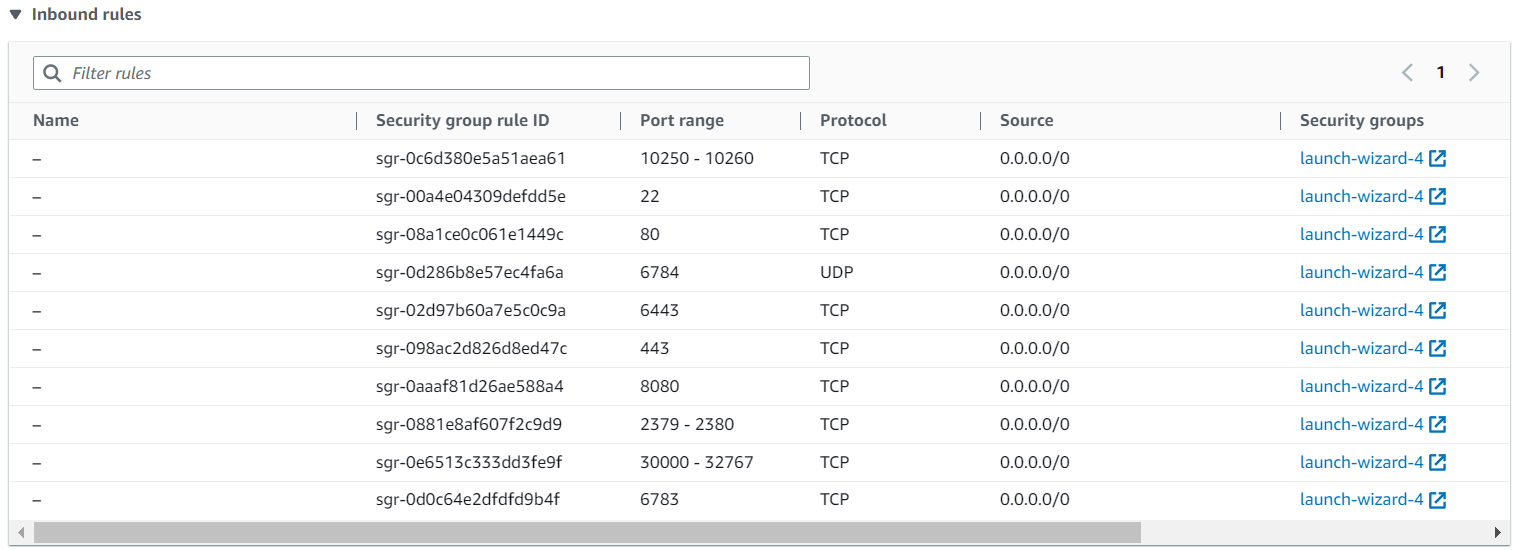 Inbound rules
Filter rules
1
Name Security group rule ID Port range Protocol Source Security groups
– sgr-0c6d380e5a51aea61 10250 - 10260 TCP 0.0.0.0/0 launch-wizard-4
– sgr-00a4e04309defdd5e 22 TCP 0.0.0.0/0 launch-wizard-4
– sgr-08a1ce0c061e1449c 80 TCP 0.0.0.0/0 launch-wizard-4
– sgr-0d286b8e57ec4fa6a 6784 UDP 0.0.0.0/0 launch-wizard-4
– sgr-02d97b60a7e5c0c9a 6443 TCP 0.0.0.0/0 launch-wizard-4
– sgr-098ac2d826d8ed47c 443 TCP 0.0.0.0/0 launch-wizard-4
– sgr-0aaaf81d26ae588a4 8080 TCP 0.0.0.0/0 launch-wizard-4
– sgr-0881e8af607f2c9d9 2379 - 2380 TCP 0.0.0.0/0 launch-wizard-4
– sgr-0e6513c333dd3fe9f 30000 - 32767 TCP 0.0.0.0/0 launch-wizard-4
– sgr-0d0c64e2dfdfd9b4f 6783 TCP 0.0.0.0/0 launch-wizard-4